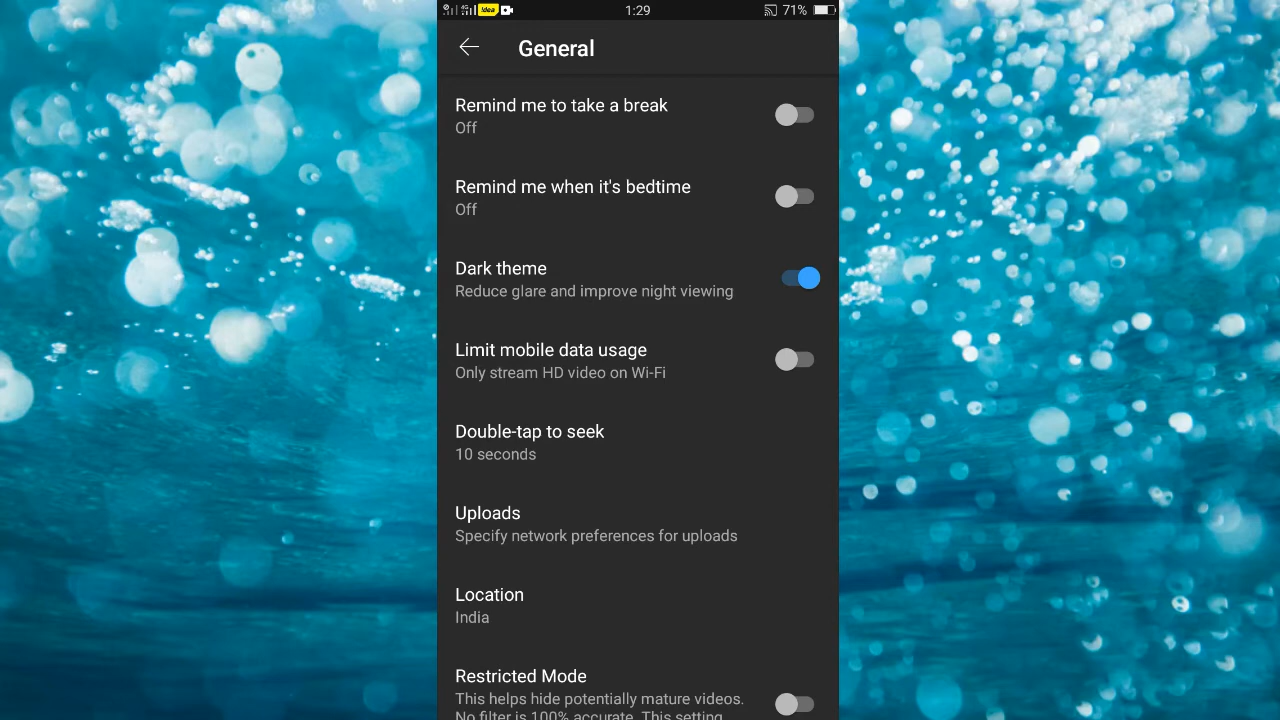 idea 1:29 71%
General
Remind me to take a break
Off
Remind me when it's bedtime
Off
Dark theme
Reduce glare and improve night viewing
Limit mobile data usage
Only stream HD video on Wi-Fi
Double-tap to seek
10 seconds
Uploads
Specify network preferences for uploads
Location
India
Restricted Mode
This helps hide potentially mature videos.
No filter is 100% accurate. This setting